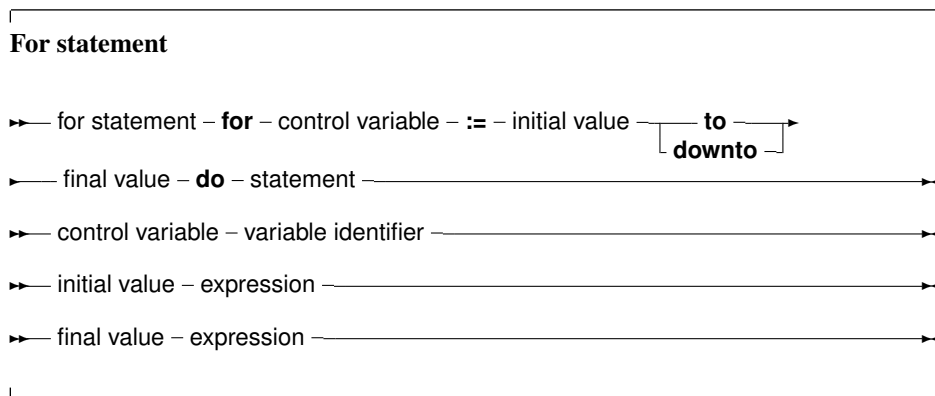 For statement
for statement – for – control variable – := – initial value – to –
downto –
final value – do – statement –
control variable – variable identifier –
initial value – expression –
final value – expression –